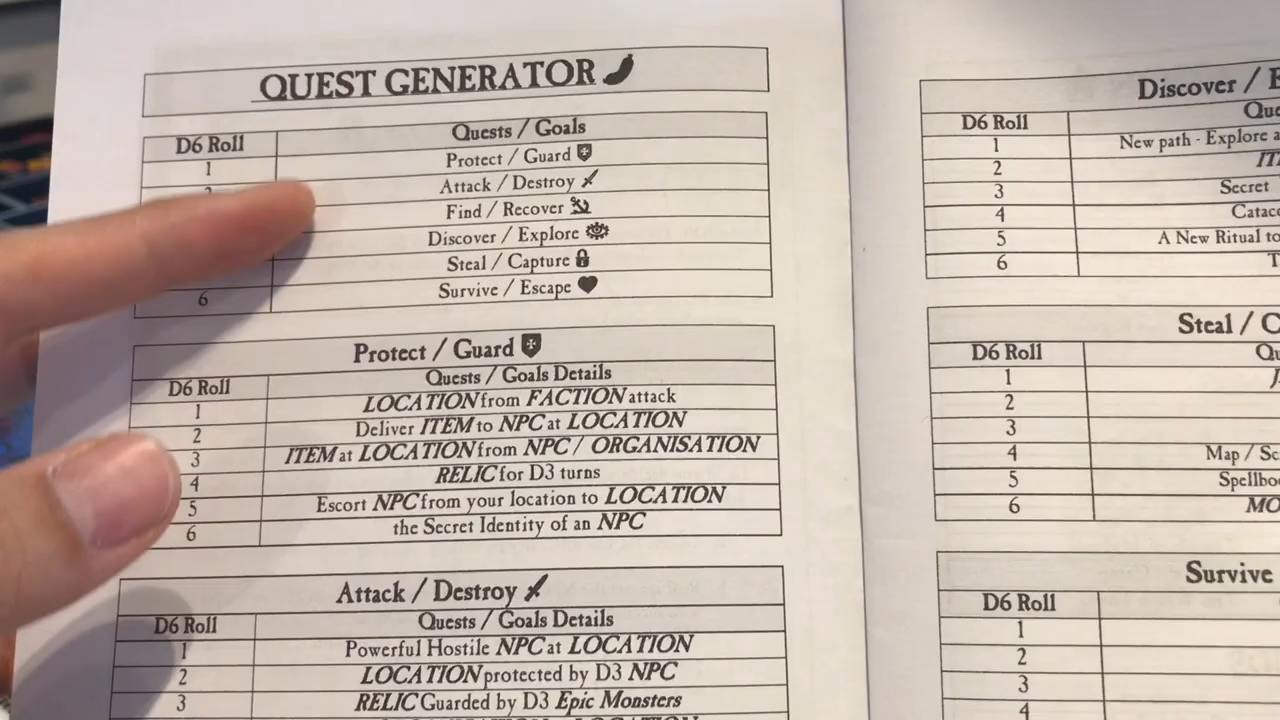 QUEST GENERATOR
D6 Roll Quests / Goals
1 Protect / Guard
Attack / Destroy
Find / Recover
Discover / Explore
Steal / Capture
6 Survive / Escape
Protect / Guard
D6 Roll Quests / Goals Details
1 LOCATION from FACTION attack
2 Deliver ITEM to NPC at LOCATION
3 ITEM at LOCATION from NPC / ORGANISATION
4 RELIC for D3 turns
5 Escort NPC from your location to LOCATION
6 the Secret Identity of an NPC
Attack / Destroy
D6 Roll Quests / Goals Details
1 Powerful Hostile NPC at LOCATION
2 LOCATION protected by D3 NPC
3 RELIC Guarded by D3 Epic Monsters
Discover /
D6 Roll
1 New path - Explore
2
3 Secret
4
5 A New Ritual to
6
Steal /
D6 Roll
1
2
3
4 Map /
5
6
Survive
D6 Roll
1
2
3
4